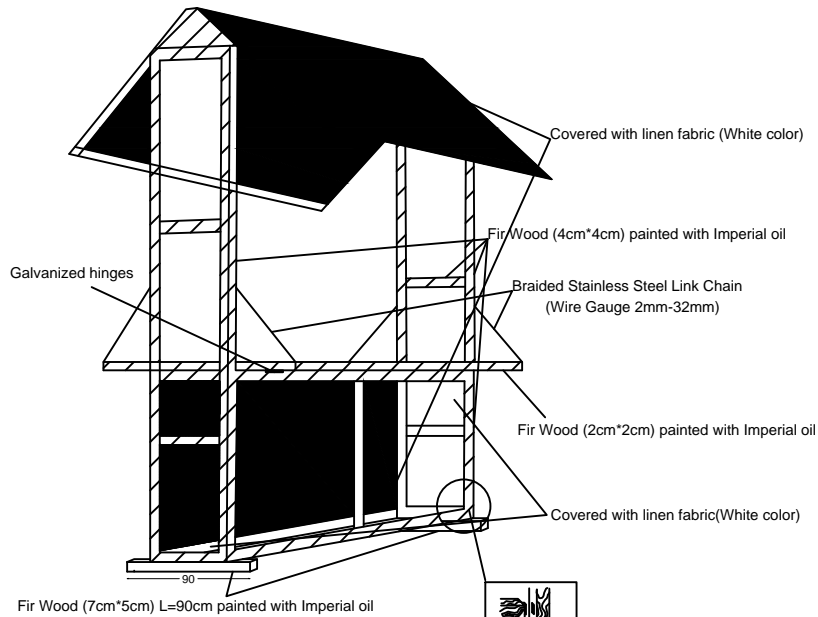 Covered with linen fabric (White color)
Fir Wood (4cm*4cm) painted with Imperial oil
Galvanized hinges
Braided Stainless Steel Link Chain
(Wire Gauge 2mm-32mm)
Fir Wood (2cm*2cm) painted with Imperial oil
Covered with linen fabric(White color)
90
Fir Wood (7cm*5cm) L=90cm painted with Imperial oil